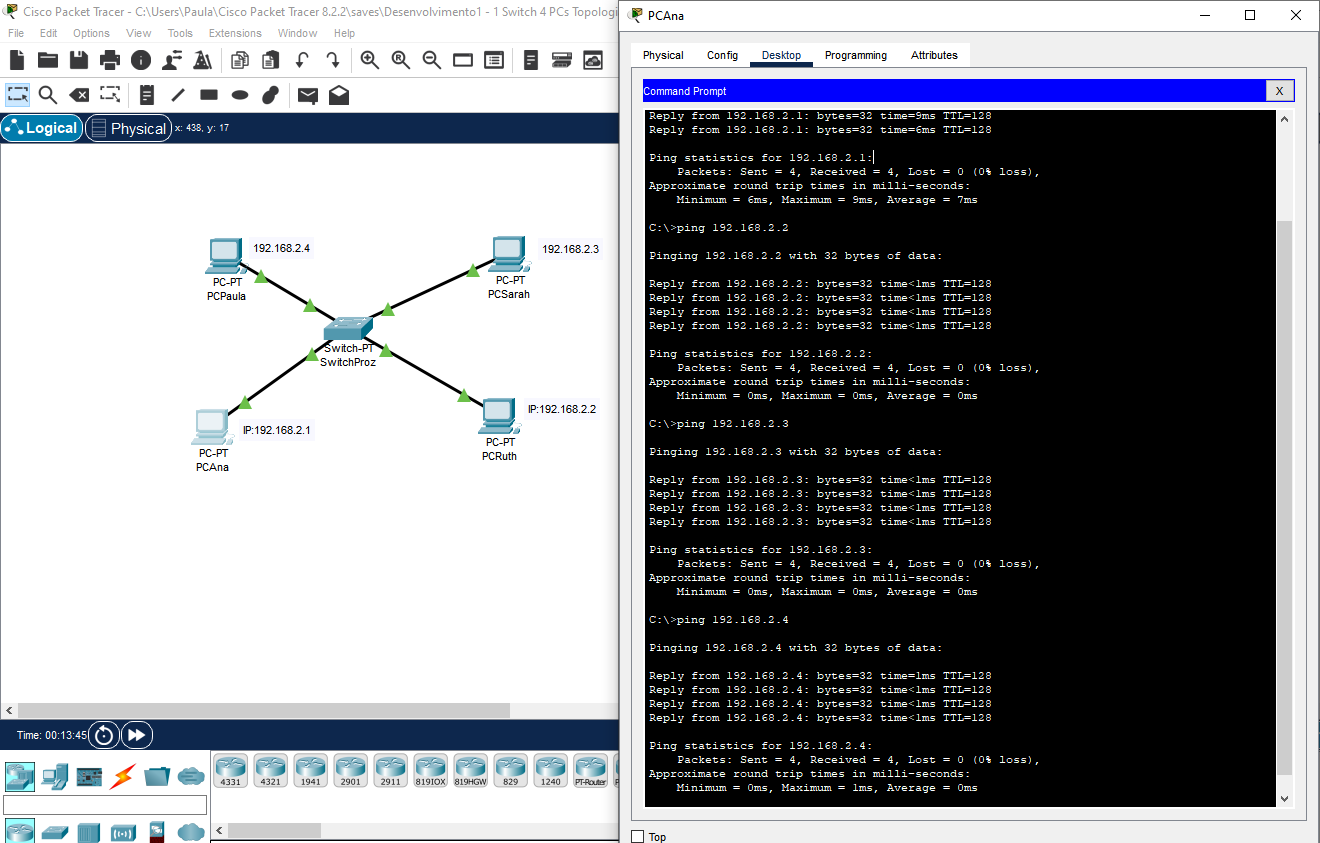 Cisco Packet Tracer - C:\Users\Paula\Cisco Packet Tracer 8.2.2\saves\Desenvolvimento1 - 1 Switch 4 PCs Topologi
File Edit Options View Tools Extensions Window Help
Logical Physical x: 438, y: 17
192.168.2.4
PC-PT
PCPaula
192.168.2.3
PC-PT
PCSarah
Switch-PT
SwitchProz
IP:192.168.2.1
PC-PT
PCAna
IP:192.168.2.2
PC-PT
PCRuth
Time: 00:13:45
4331 4321 1941 2901 2911 819IOX 819HGW 829 1240 PT-Router
PCAna
Physical Config Desktop Programming Attributes
Command Prompt X
Reply from 192.168.2.1: bytes=32 time=9ms TTL=128
Reply from 192.168.2.1: bytes=32 time=6ms TTL=128
Ping statistics for 192.168.2.1:
Packets: Sent = 4, Received = 4, Lost = 0 (0% loss),
Approximate round trip times in milli-seconds:
Minimum = 6ms, Maximum = 9ms, Average = 7ms
C:\>ping 192.168.2.2
Pinging 192.168.2.2 with 32 bytes of data:
Reply from 192.168.2.2: bytes=32 time<1ms TTL=128
Reply from 192.168.2.2: bytes=32 time<1ms TTL=128
Reply from 192.168.2.2: bytes=32 time<1ms TTL=128
Reply from 192.168.2.2: bytes=32 time<1ms TTL=128
Ping statistics for 192.168.2.2:
Packets: Sent = 4, Received = 4, Lost = 0 (0% loss),
Approximate round trip times in milli-seconds:
Minimum = 0ms, Maximum = 0ms, Average = 0ms
C:\>ping 192.168.2.3
Pinging 192.168.2.3 with 32 bytes of data:
Reply from 192.168.2.3: bytes=32 time<1ms TTL=128
Reply from 192.168.2.3: bytes=32 time<1ms TTL=128
Reply from 192.168.2.3: bytes=32 time<1ms TTL=128
Reply from 192.168.2.3: bytes=32 time<1ms TTL=128
Ping statistics for 192.168.2.3:
Packets: Sent = 4, Received = 4, Lost = 0 (0% loss),
Approximate round trip times in milli-seconds:
Minimum = 0ms, Maximum = 0ms, Average = 0ms
C:\>ping 192.168.2.4
Pinging 192.168.2.4 with 32 bytes of data:
Reply from 192.168.2.4: bytes=32 time=1ms TTL=128
Reply from 192.168.2.4: bytes=32 time<1ms TTL=128
Reply from 192.168.2.4: bytes=32 time<1ms TTL=128
Reply from 192.168.2.4: bytes=32 time<1ms TTL=128
Ping statistics for 192.168.2.4:
Packets: Sent = 4, Received = 4, Lost = 0 (0% loss),
Approximate round trip times in milli-seconds:
Minimum = 0ms, Maximum = 1ms, Average = 0ms
Top